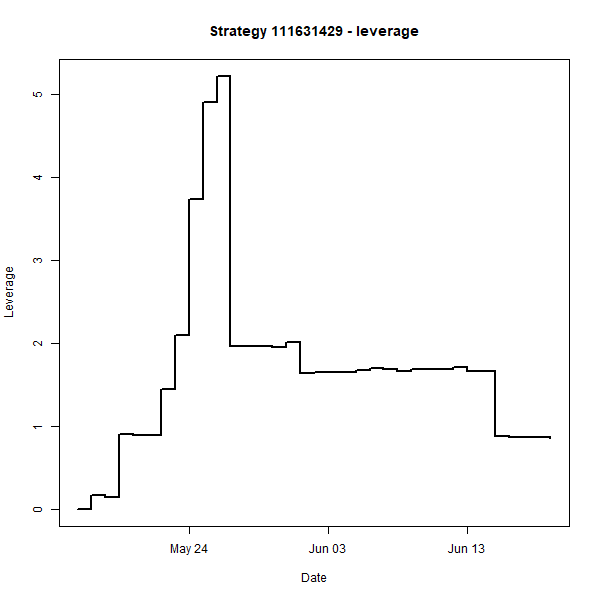 Strategy 111631429 - leverage
5
4
3
2
1
0
Leverage
May 24
Jun 03
Jun 13
Date